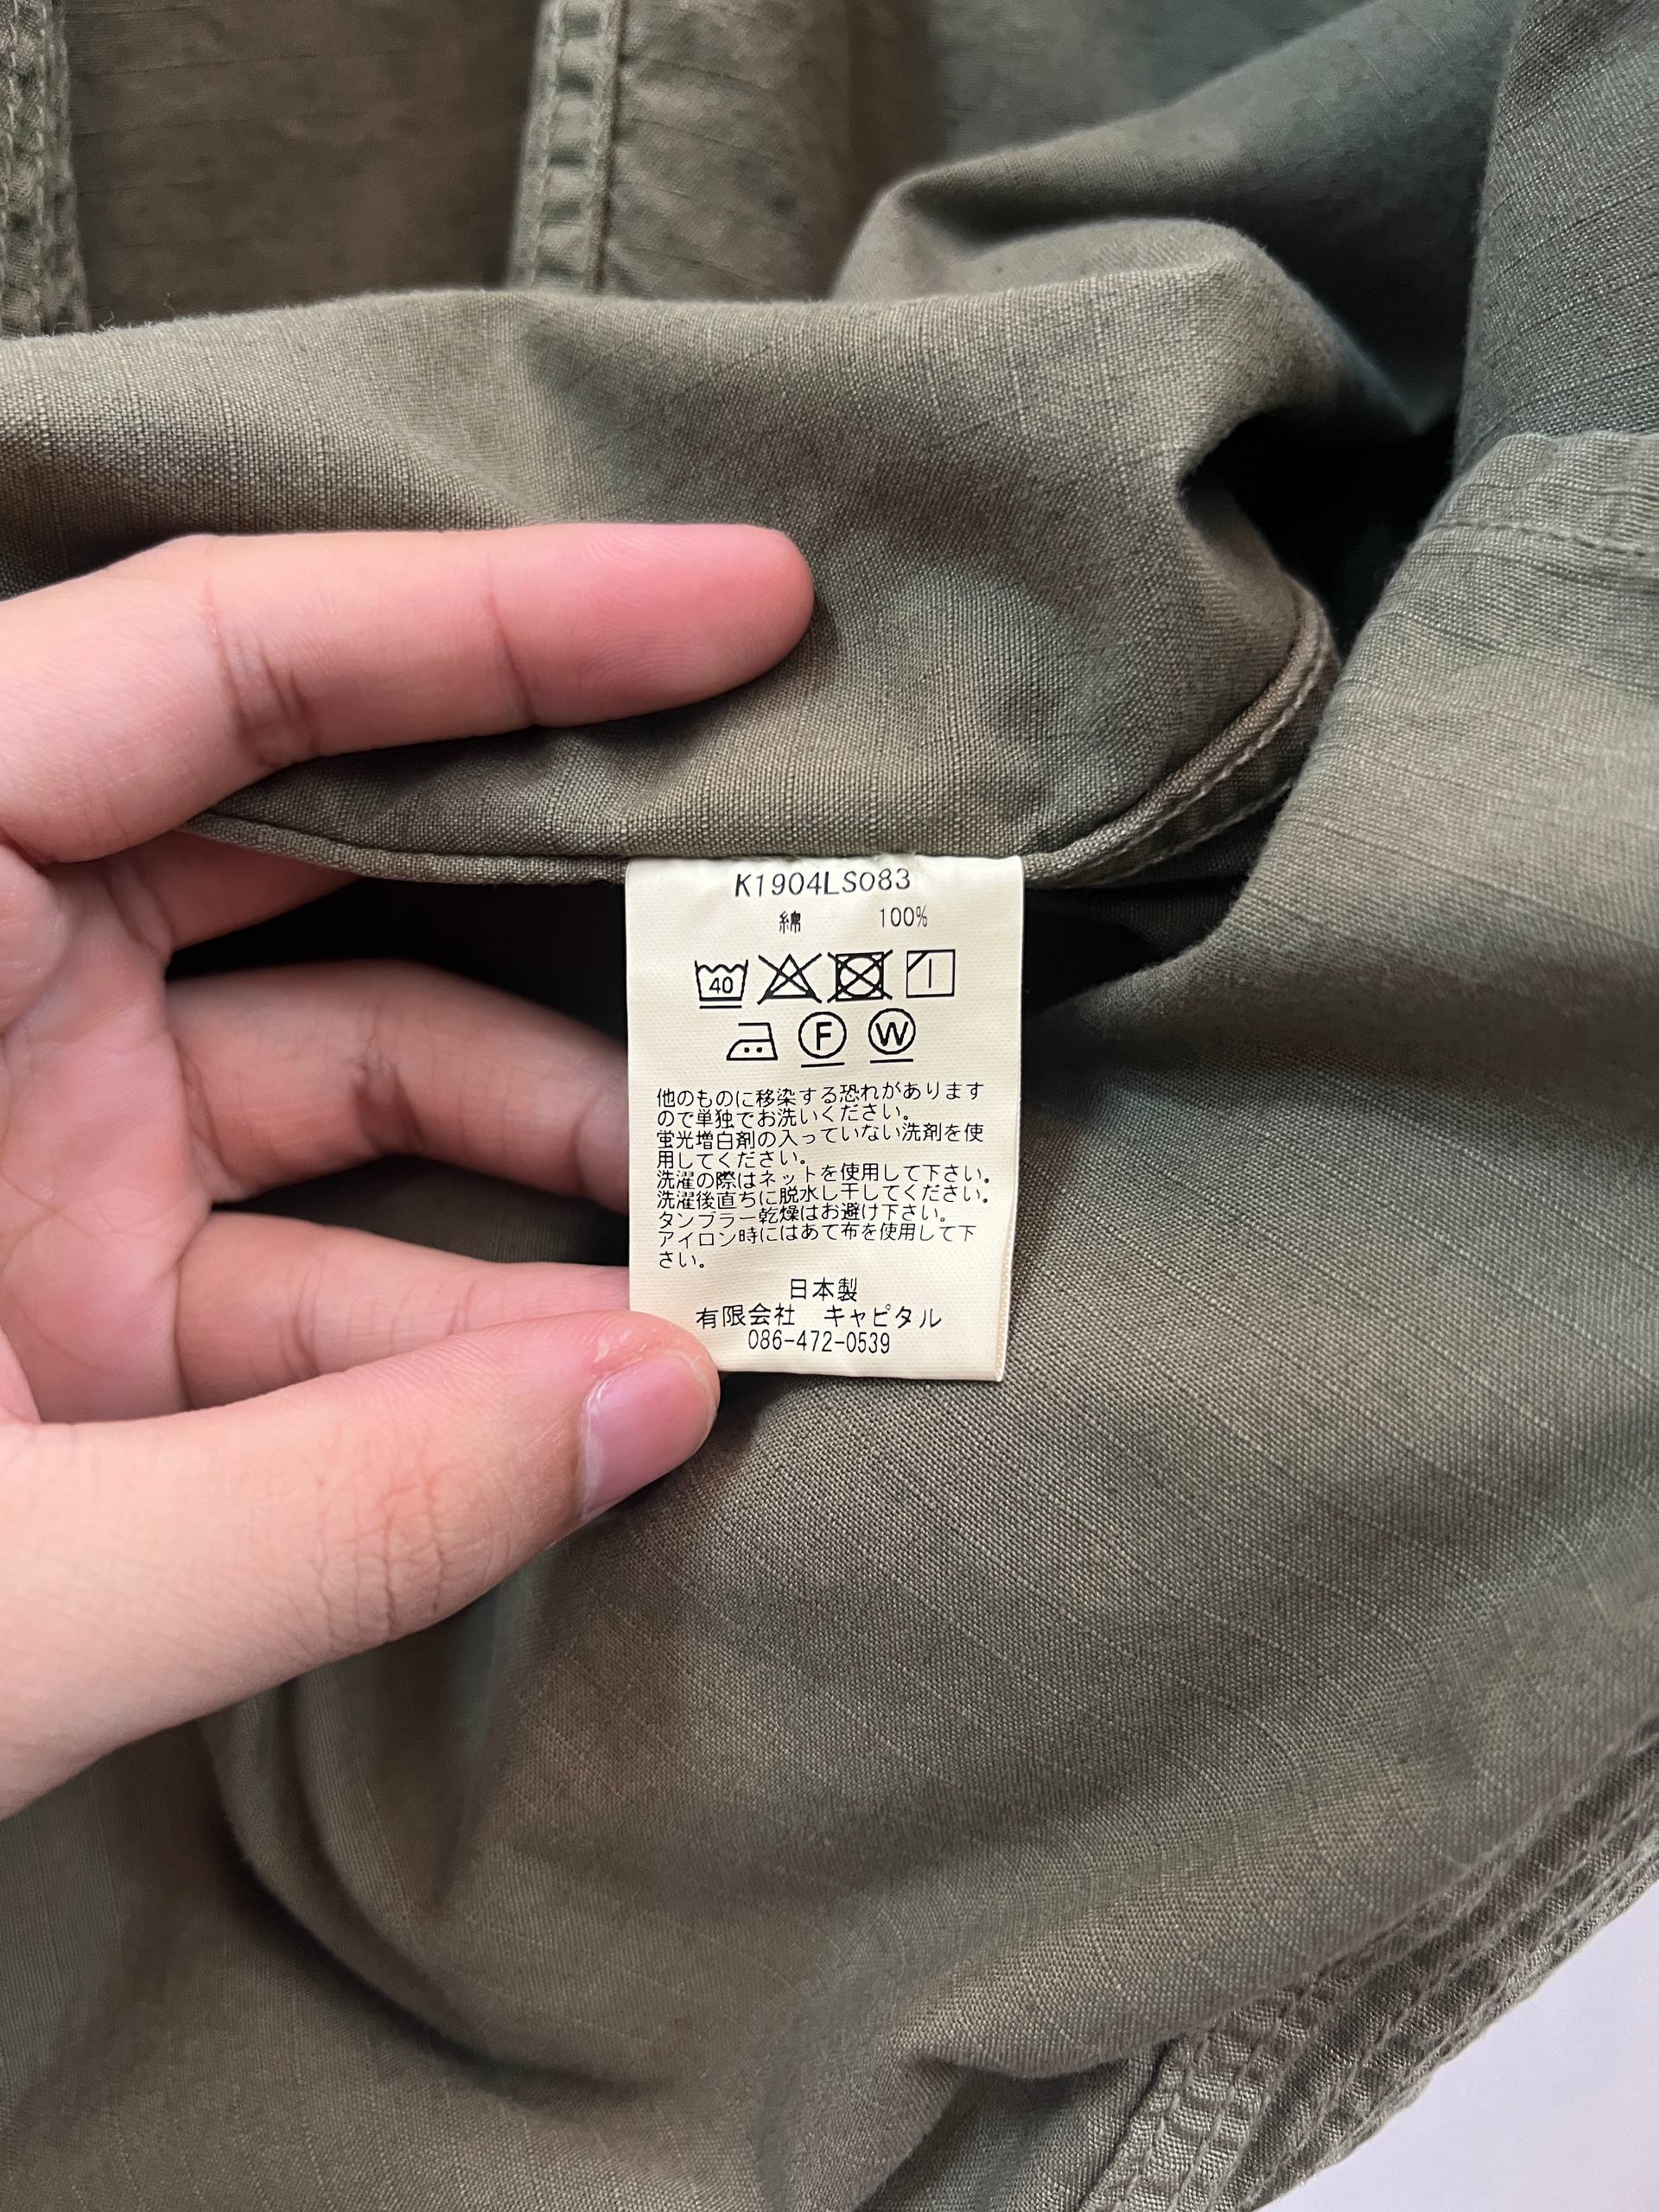 K1904LS083
綿 100%
40
F W
他のものに移染する恐れがあります
ので単独でお洗いください。
蛍光増白剤の入っていない洗剤を使
用してください。
洗濯の際はネットを使用して下さい。
洗濯後直ちに脱水し干してください。
タンブラー乾燥はお避け下さい。
アイロン時にはあて布を使用して下
さい。
日本製
有限会社 キャピタル
086-472-0539